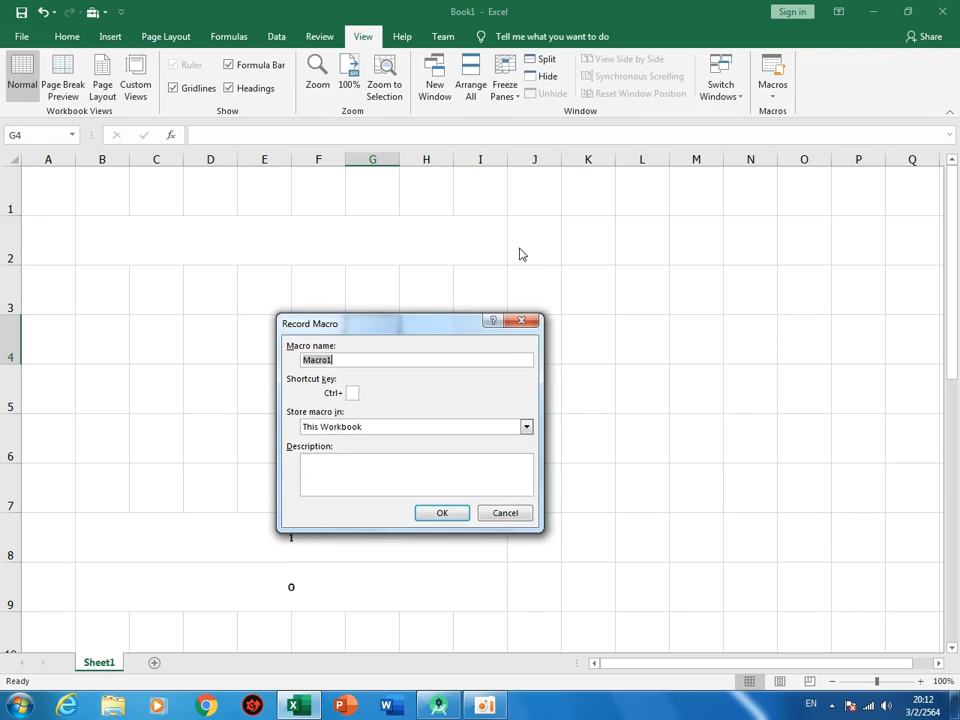 Book1 - Excel
Sign in
File Home Insert Page Layout Formulas Data Review View Help Team Tell me what you want to do Share
Normal
Page Break Preview
Page Layout
Custom Views
Workbook Views
Ruler
Formula Bar
Gridlines
Headings
Show
Zoom
100%
Zoom to Selection
Zoom
New Window
Arrange All
Freeze Panes
Split
Hide
Unhide
View Side by Side
Synchronous Scrolling
Reset Window Position
Window
Switch Windows
Macros
Macros
G4
fx
A B C D E F G H I J K L M N O P Q
1
2
3
4
5
6
7
8
9
1
0
Record Macro
Macro name:
Macro1
Shortcut key:
Ctrl+
Store macro in:
This Workbook
Description:
OK Cancel
Sheet1
Ready
100%
EN
20:12
3/2/2564